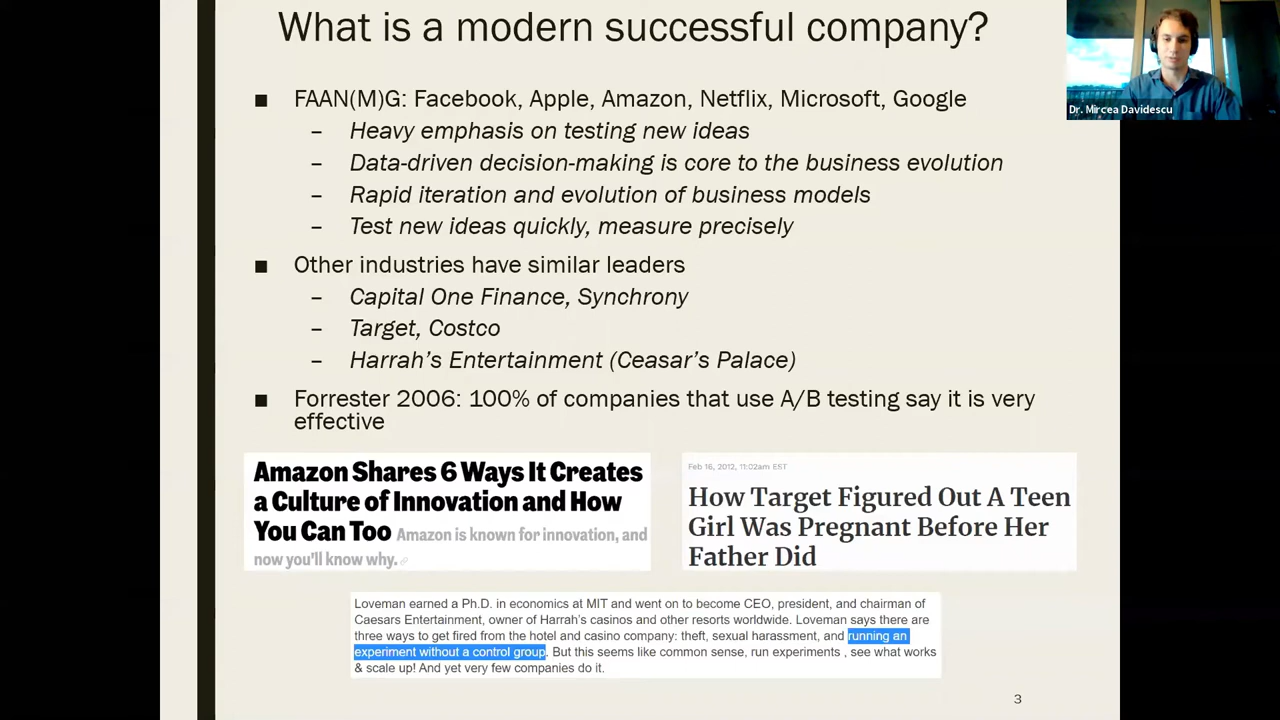 What is a modern successful company?
Dr. Mircea Davidescu
■ FAAN(M)G: Facebook, Apple, Amazon, Netflix, Microsoft, Google
– Heavy emphasis on testing new ideas
– Data-driven decision-making is core to the business evolution
– Rapid iteration and evolution of business models
– Test new ideas quickly, measure precisely
■ Other industries have similar leaders
– Capital One Finance, Synchrony
– Target, Costco
– Harrah's Entertainment (Ceasar's Palace)
■ Forrester 2006: 100% of companies that use A/B testing say it is very
effective
Amazon Shares 6 Ways It Creates
a Culture of Innovation and How
You Can Too Amazon is known for innovation, and
now you'll know why.
Feb 16, 2012, 11:02am EST
How Target Figured Out A Teen
Girl Was Pregnant Before Her
Father Did
Loveman earned a Ph.D. in economics at MIT and went on to become CEO, president, and chairman of
Caesars Entertainment, owner of Harrah's casinos and other resorts worldwide. Loveman says there are
three ways to get fired from the hotel and casino company: theft, sexual harassment, and running an
experiment without a control group. But this seems like common sense, run experiments , see what works
& scale up! And yet very few companies do it.
3